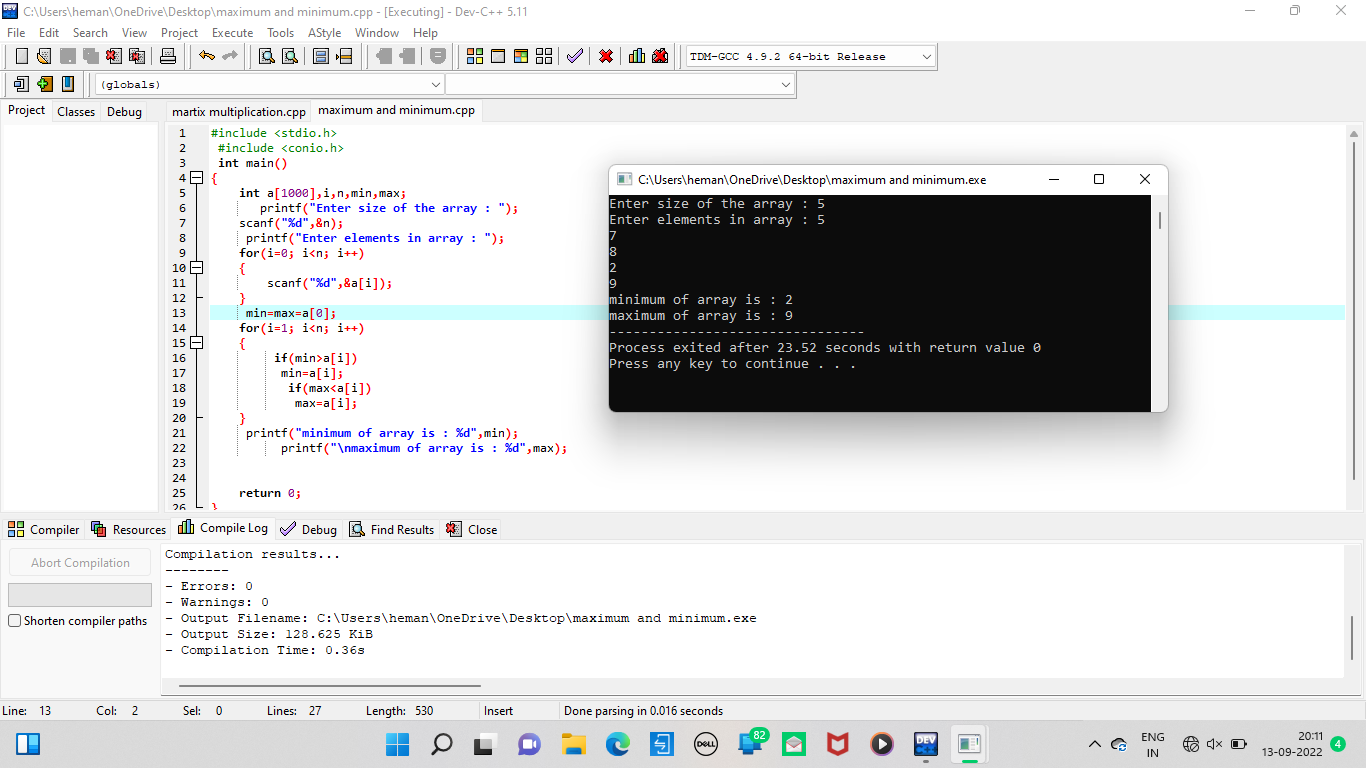 C:\Users\heman\OneDrive\Desktop\maximum and minimum.cpp - [Executing] - Dev-C++ 5.11
File Edit Search View Project Execute Tools AStyle Window Help
TDM-GCC 4.9.2 64-bit Release
(globals)
Project Classes Debug
martix multiplication.cpp maximum and minimum.cpp
1 #include <stdio.h>
2 #include <conio.h>
3 int main()
4 {
5 int a[1000],i,n,min,max;
6 printf("Enter size of the array : ");
7 scanf("%d",&n);
8 printf("Enter elements in array : ");
9 for(i=0; i<n; i++)
10 {
11 scanf("%d",&a[i]);
12 }
13 min=max=a[0];
14 for(i=1; i<n; i++)
15 {
16 if(min>a[i])
17 min=a[i];
18 if(max<a[i])
19 max=a[i];
20 }
21 printf("minimum of array is : %d",min);
22 printf("\nmaximum of array is : %d",max);
23
24
25 return 0;
26 }
C:\Users\heman\OneDrive\Desktop\maximum and minimum.exe
Enter size of the array : 5
Enter elements in array : 5
7
8
2
9
minimum of array is : 2
maximum of array is : 9
--------------------------------
Process exited after 23.52 seconds with return value 0
Press any key to continue . . .
Compiler Resources Compile Log Debug Find Results Close
Abort Compilation
Shorten compiler paths
Compilation results...
--------
- Errors: 0
- Warnings: 0
- Output Filename: C:\Users\heman\OneDrive\Desktop\maximum and minimum.exe
- Output Size: 128.625 KiB
- Compilation Time: 0.36s
Line: 13 Col: 2 Sel: 0 Lines: 27 Length: 530 Insert Done parsing in 0.016 seconds
DELL
82
DEV
ENG
IN
20:11
13-09-2022
4